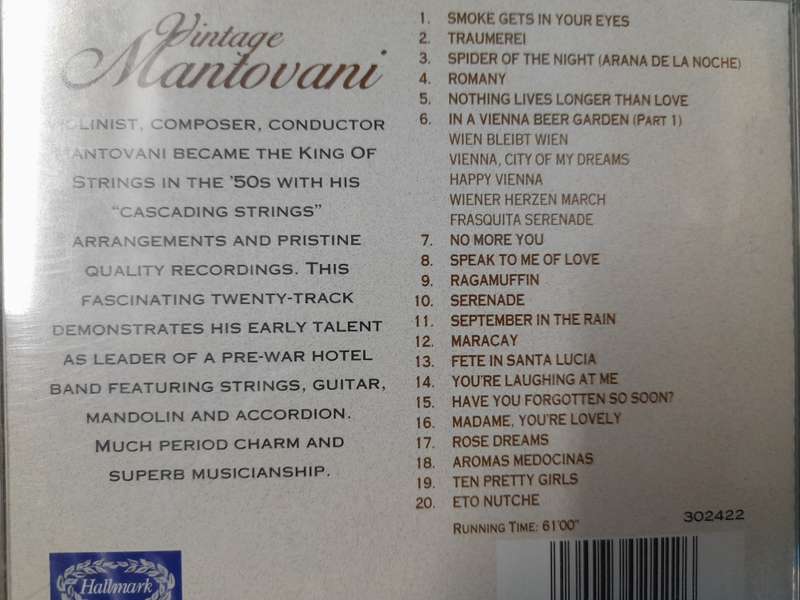 Vintage
Mantovani
VIOLINIST, COMPOSER, CONDUCTOR
MANTOVANI BECAME THE KING OF
STRINGS IN THE '50S WITH HIS
"CASCADING STRINGS"
ARRANGEMENTS AND PRISTINE
QUALITY RECORDINGS. THIS
FASCINATING TWENTY-TRACK
DEMONSTRATES HIS EARLY TALENT
AS LEADER OF A PRE-WAR HOTEL
BAND FEATURING STRINGS, GUITAR,
MANDOLIN AND ACCORDION.
MUCH PERIOD CHARM AND
SUPERB MUSICIANSHIP.
Hallmark
1. SMOKE GETS IN YOUR EYES
2. TRAUMEREI
3. SPIDER OF THE NIGHT (ARANA DE LA NOCHE)
4. ROMANY
5. NOTHING LIVES LONGER THAN LOVE
6. IN A VIENNA BEER GARDEN (PART 1)
WIEN BLEIBT WIEN
VIENNA, CITY OF MY DREAMS
HAPPY VIENNA
WIENER HERZEN MARCH
FRASQUITA SERENADE
7. NO MORE YOU
8. SPEAK TO ME OF LOVE
9. RAGAMUFFIN
10. SERENADE
11. SEPTEMBER IN THE RAIN
12. MARACAY
13. FETE IN SANTA LUCIA
14. YOU'RE LAUGHING AT ME
15. HAVE YOU FORGOTTEN SO SOON?
16. MADAME, YOU'RE LOVELY
17. ROSE DREAMS
18. AROMAS MEDOCINAS
19. TEN PRETTY GIRLS
20. ETO NUTCHE
RUNNING TIME: 61'00"
302422